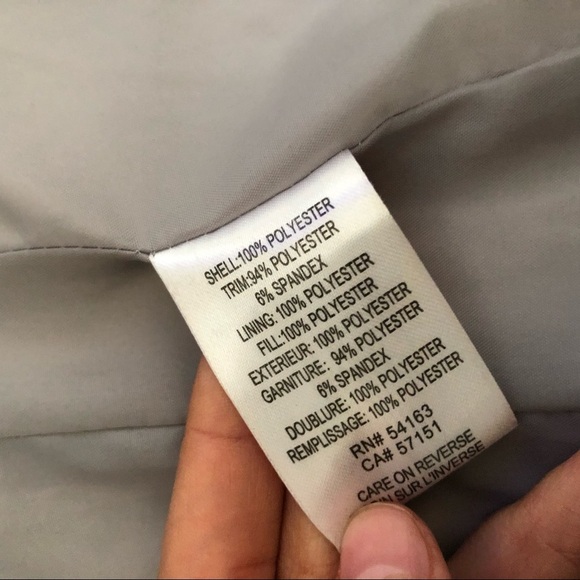 SHELL:100% POLYESTER
TRIM:94% POLYESTER
6% SPANDEX
LINING: 100% POLYESTER
FILL:100% POLYESTER
EXTERIEUR: 100% POLYESTER
GARNITURE: 94% POLYESTER
6% SPANDEX
DOUBLURE: 100% POLYESTER
REMPLISSAGE: 100% POLYESTER
RN# 54163
CA# 57151
CARE ON REVERSE
SUR L'INVERSE